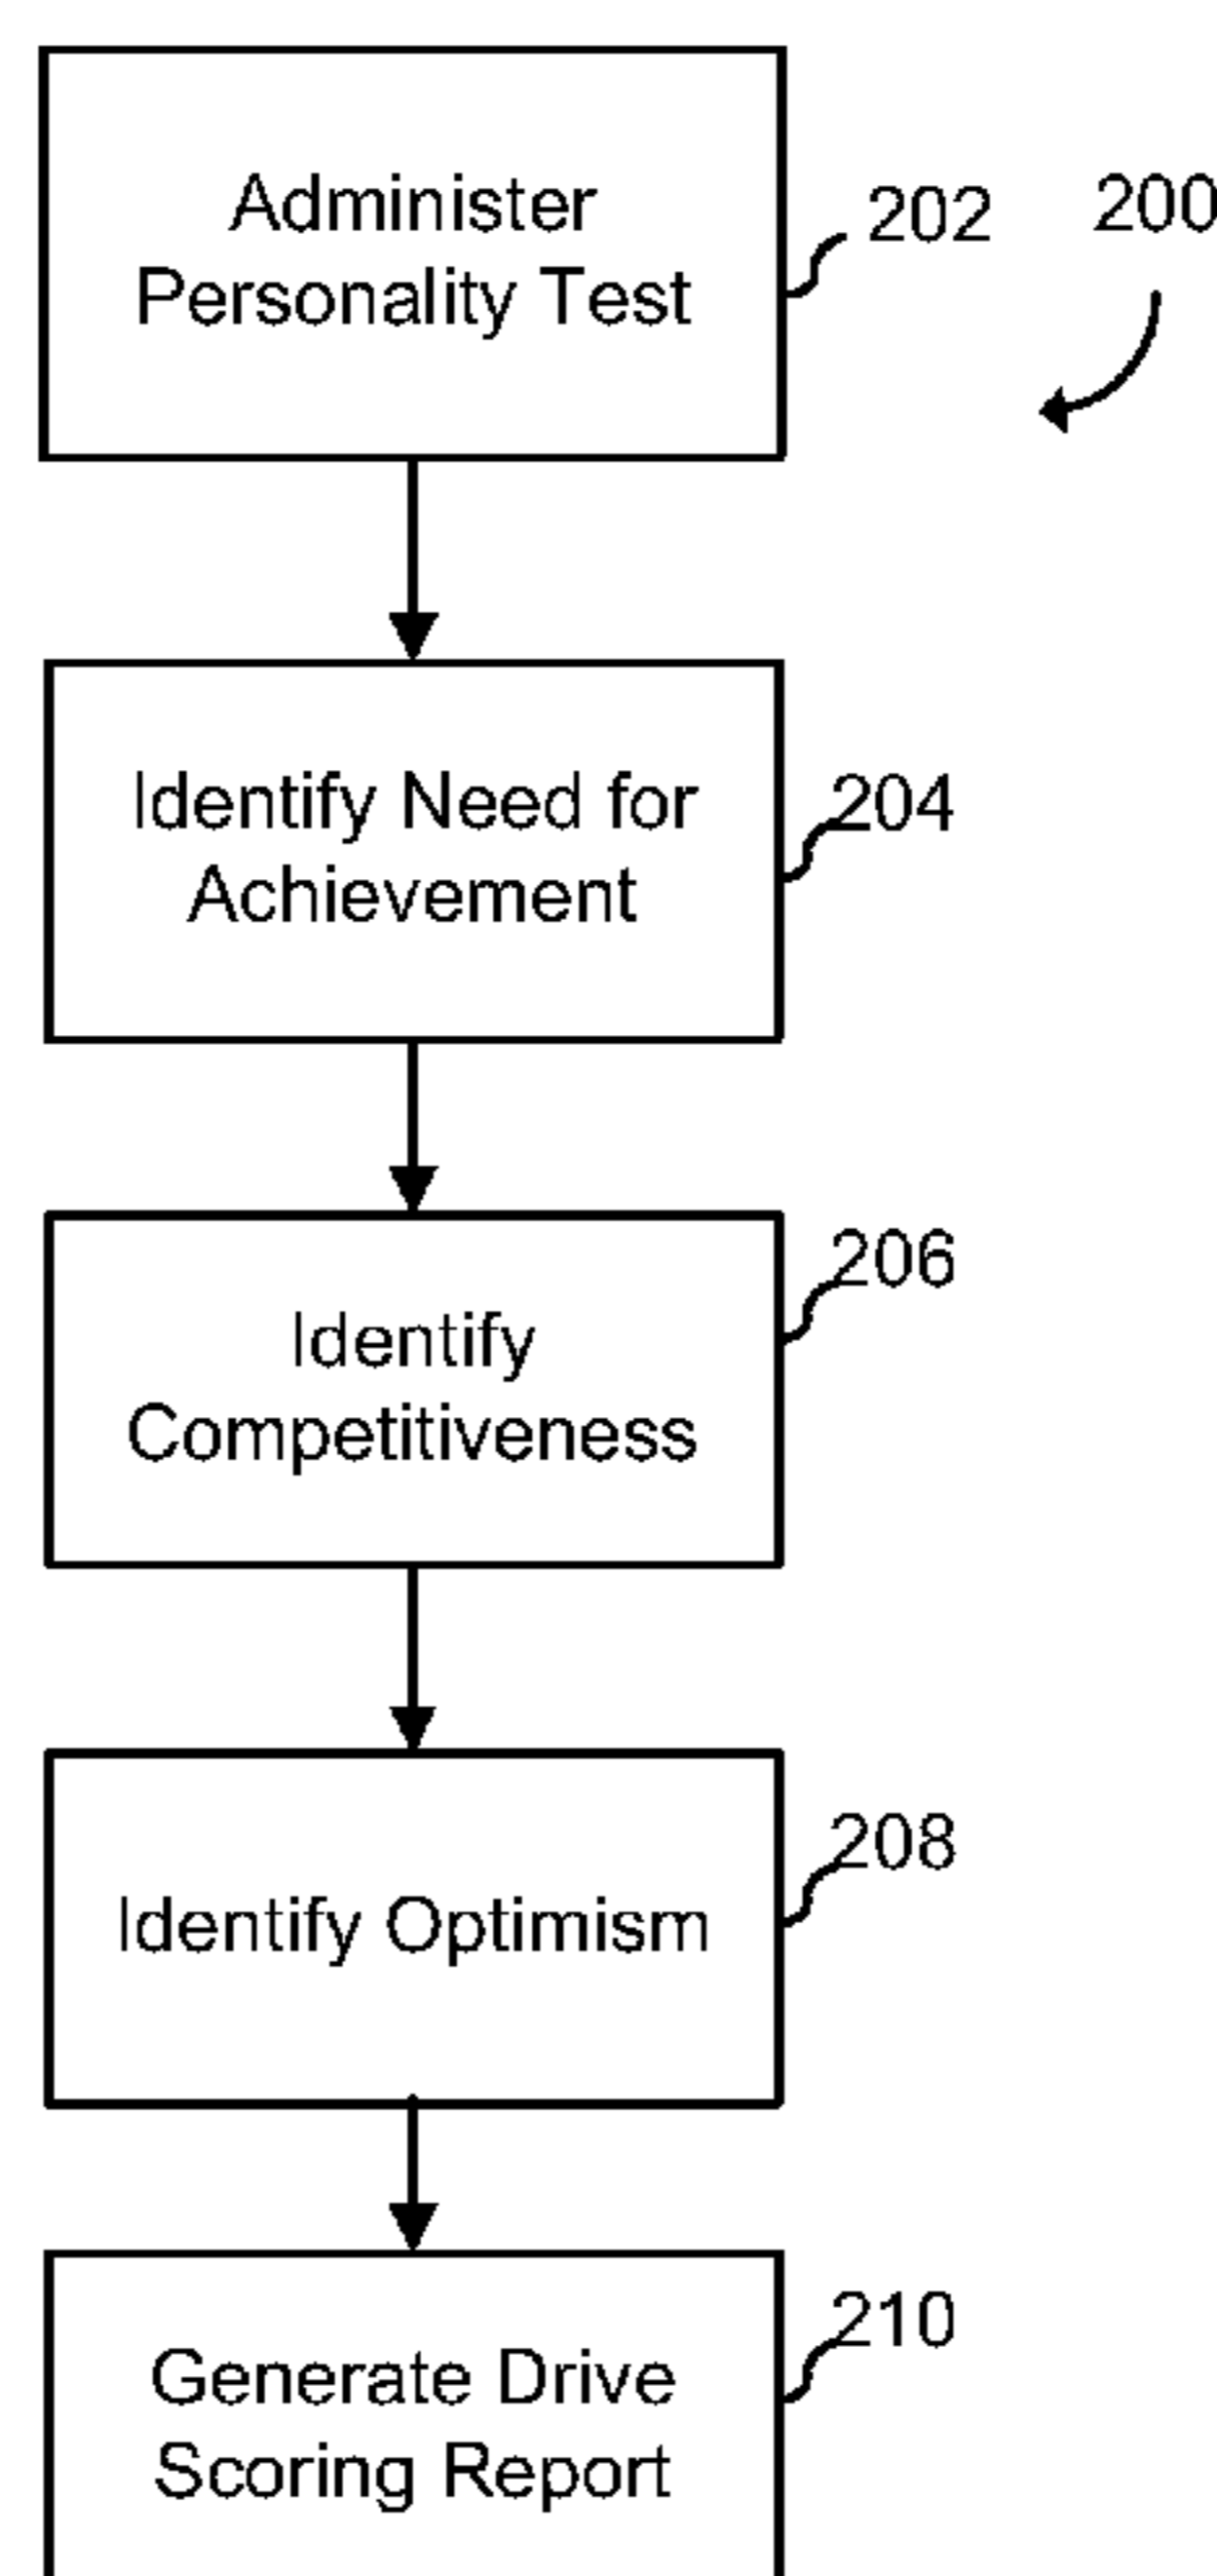 Administer
Personality Test
202
200
Identify Need for
Achievement
204
206
Identify
Competitiveness
208
Identify Optimism
210
Generate Drive
Scoring Report